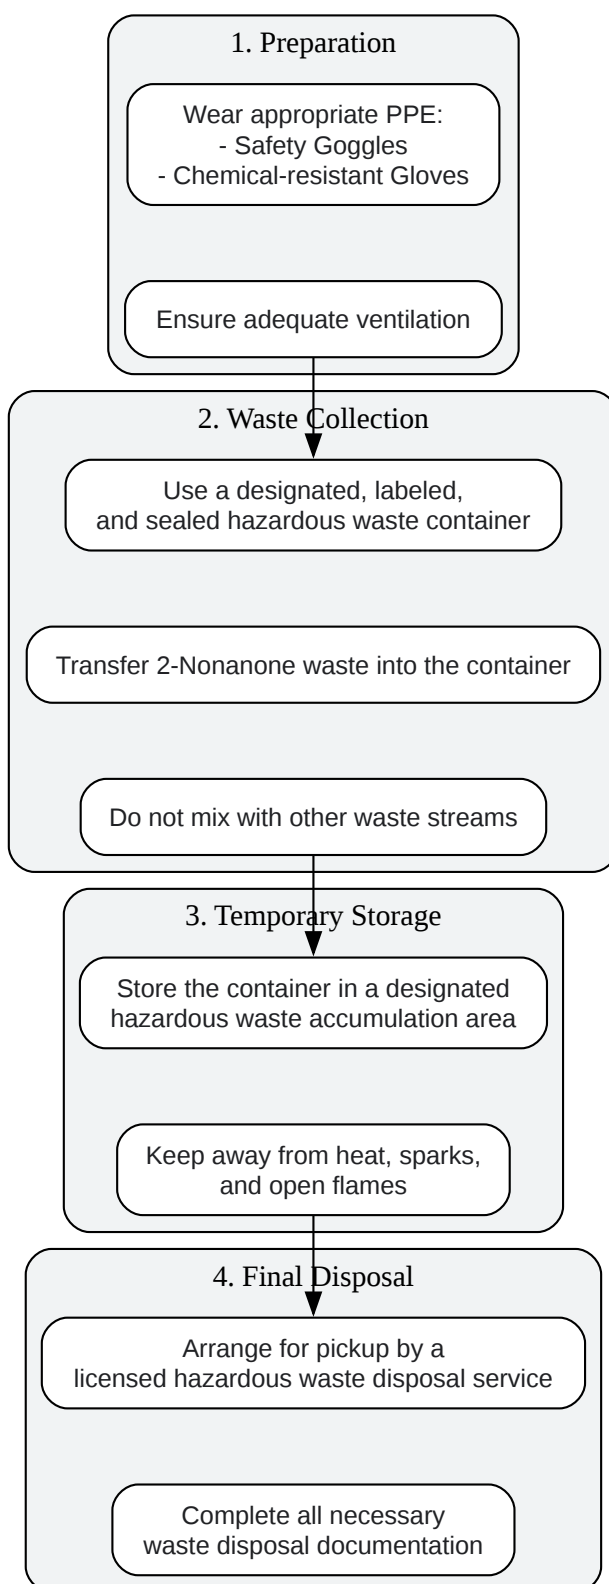 1. Preparation
Wear appropriate PPE:
- Safety Goggles
- Chemical-resistant Gloves
Ensure adequate ventilation
2. Waste Collection
Use a designated, labeled,
and sealed hazardous waste container
Transfer 2-Nonanone waste into the container
Do not mix with other waste streams
3. Temporary Storage
Store the container in a designated
hazardous waste accumulation area
Keep away from heat, sparks,
and open flames
4. Final Disposal
Arrange for pickup by a
licensed hazardous waste disposal service
Complete all necessary
waste disposal documentation